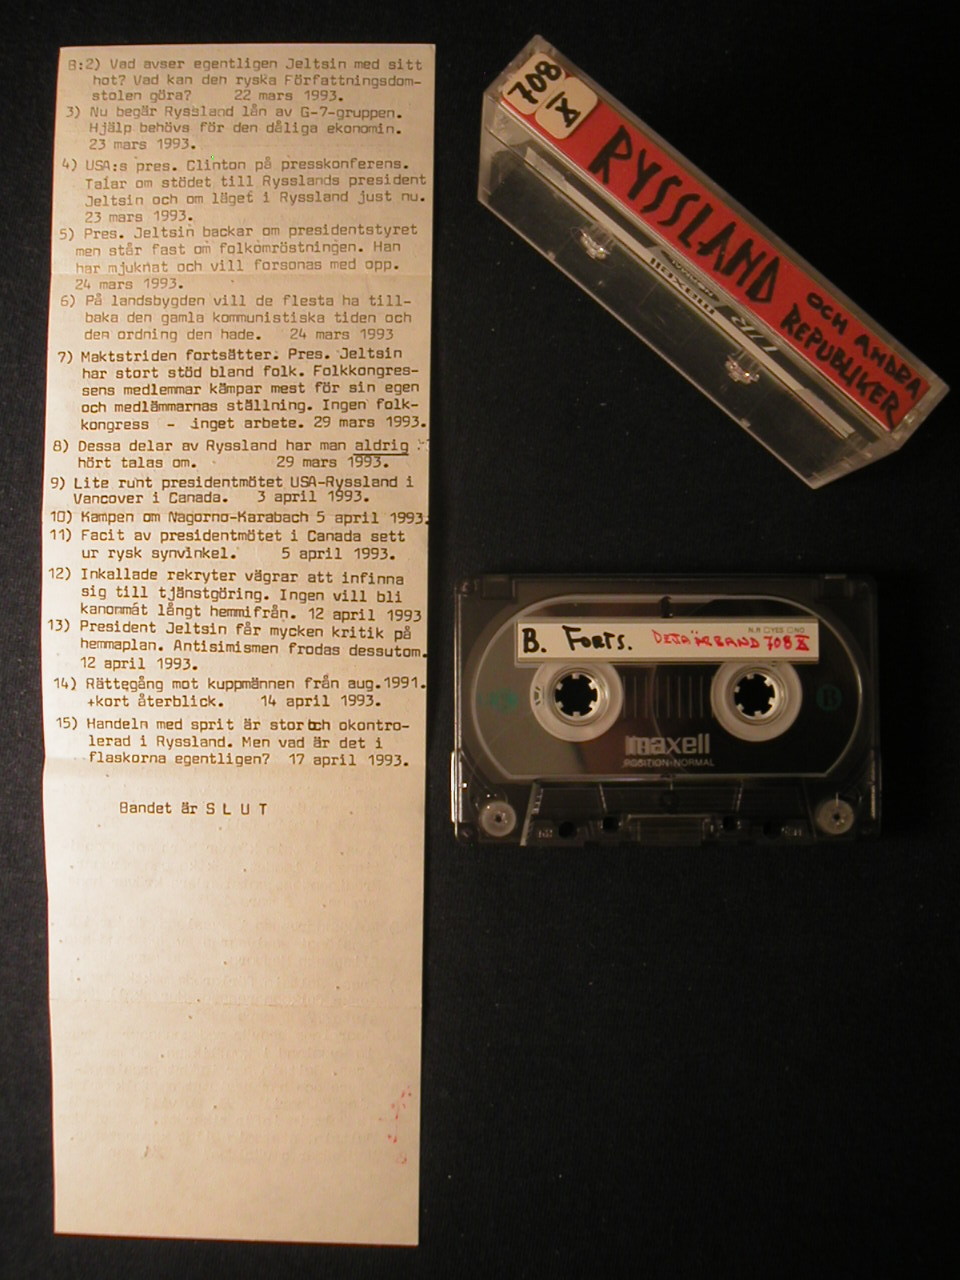 B:2) Vad avser egentligen Jeltsin med sitt
hot? Vad kan den ryska Författningsdom-
stolen göra? 22 mars 1993.
3) Nu begär Ryssland lån av G-7-gruppen.
Hjälp behövs för den dåliga ekonomin.
23 mars 1993.
4) USA:s pres. Clinton på presskonferens.
Talar om stödet till Rysslands president
Jeltsin och om läget i Ryssland just nu.
23 mars 1993.
5) Pres. Jeltsin backar om presidentstyret
men står fast om folkomröstningen. Han
har mjuknat och vill forsonas med opp.
24 mars 1993.
6) På landsbygden vill de flesta ha till-
baka den gamla kommunistiska tiden och
den ordning den hade. 24 mars 1993
7) Maktstriden fortsätter. Pres. Jeltsin
har stort stöd bland folk. Folkkongres-
sens medlemmar kämpar mest för sin egen
och medlämmarnas ställning. Ingen folk-
kongress - inget arbete. 29 mars 1993.
8) Dessa delar av Ryssland har man aldrig
hört talas om. 29 mars 1993.
9) Lite runt presidentmötet USA-Ryssland i
Vancover i Canada. 3 april 1993.
10) Kampen om Nagorno-Karabach 5 april 1993.
11) Facit av presidentmötet i Canada sett
ur rysk synvinkel. 5 april 1993.
12) Inkallade rekryter vägrar att infinna
sig till tjänstgöring. Ingen vill bli
kanonmat långt hemmifrån. 12 april 1993
13) President Jeltsin får mycken kritik på
hemmaplan. Antisimismen frodas dessutom.
12 april 1993.
14) Rättegång mot kuppmännen från aug.1991.
+kort återblick. 14 april 1993.
15) Handeln med sprit är stor och okontro-
lerad i Ryssland. Men vad är det i
flaskorna egentligen? 17 april 1993.
Bandet är S L U T
708
X
RYSSLAND
OCH ANDRA
REPUBLIKER
maxell
B. Forts.
N.R □YES □NO
DETTA ÄR BAND 708 X
maxell
POSITION·NORMAL